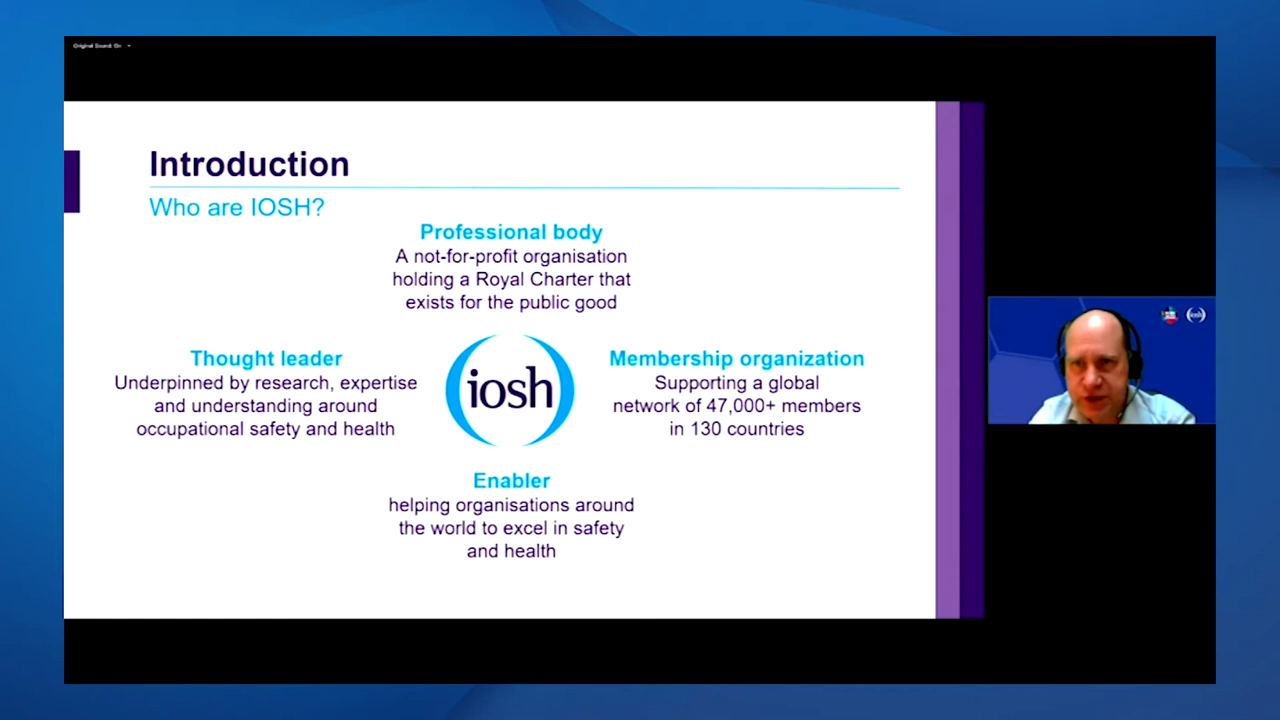 Original Sound: On
Introduction
Who are IOSH?
Professional body
A not-for-profit organisation
holding a Royal Charter that
exists for the public good
Thought leader
Underpinned by research, expertise
and understanding around
occupational safety and health
iosh
Membership organization
Supporting a global
network of 47,000+ members
in 130 countries
Enabler
helping organisations around
the world to excel in safety
and health
iosh